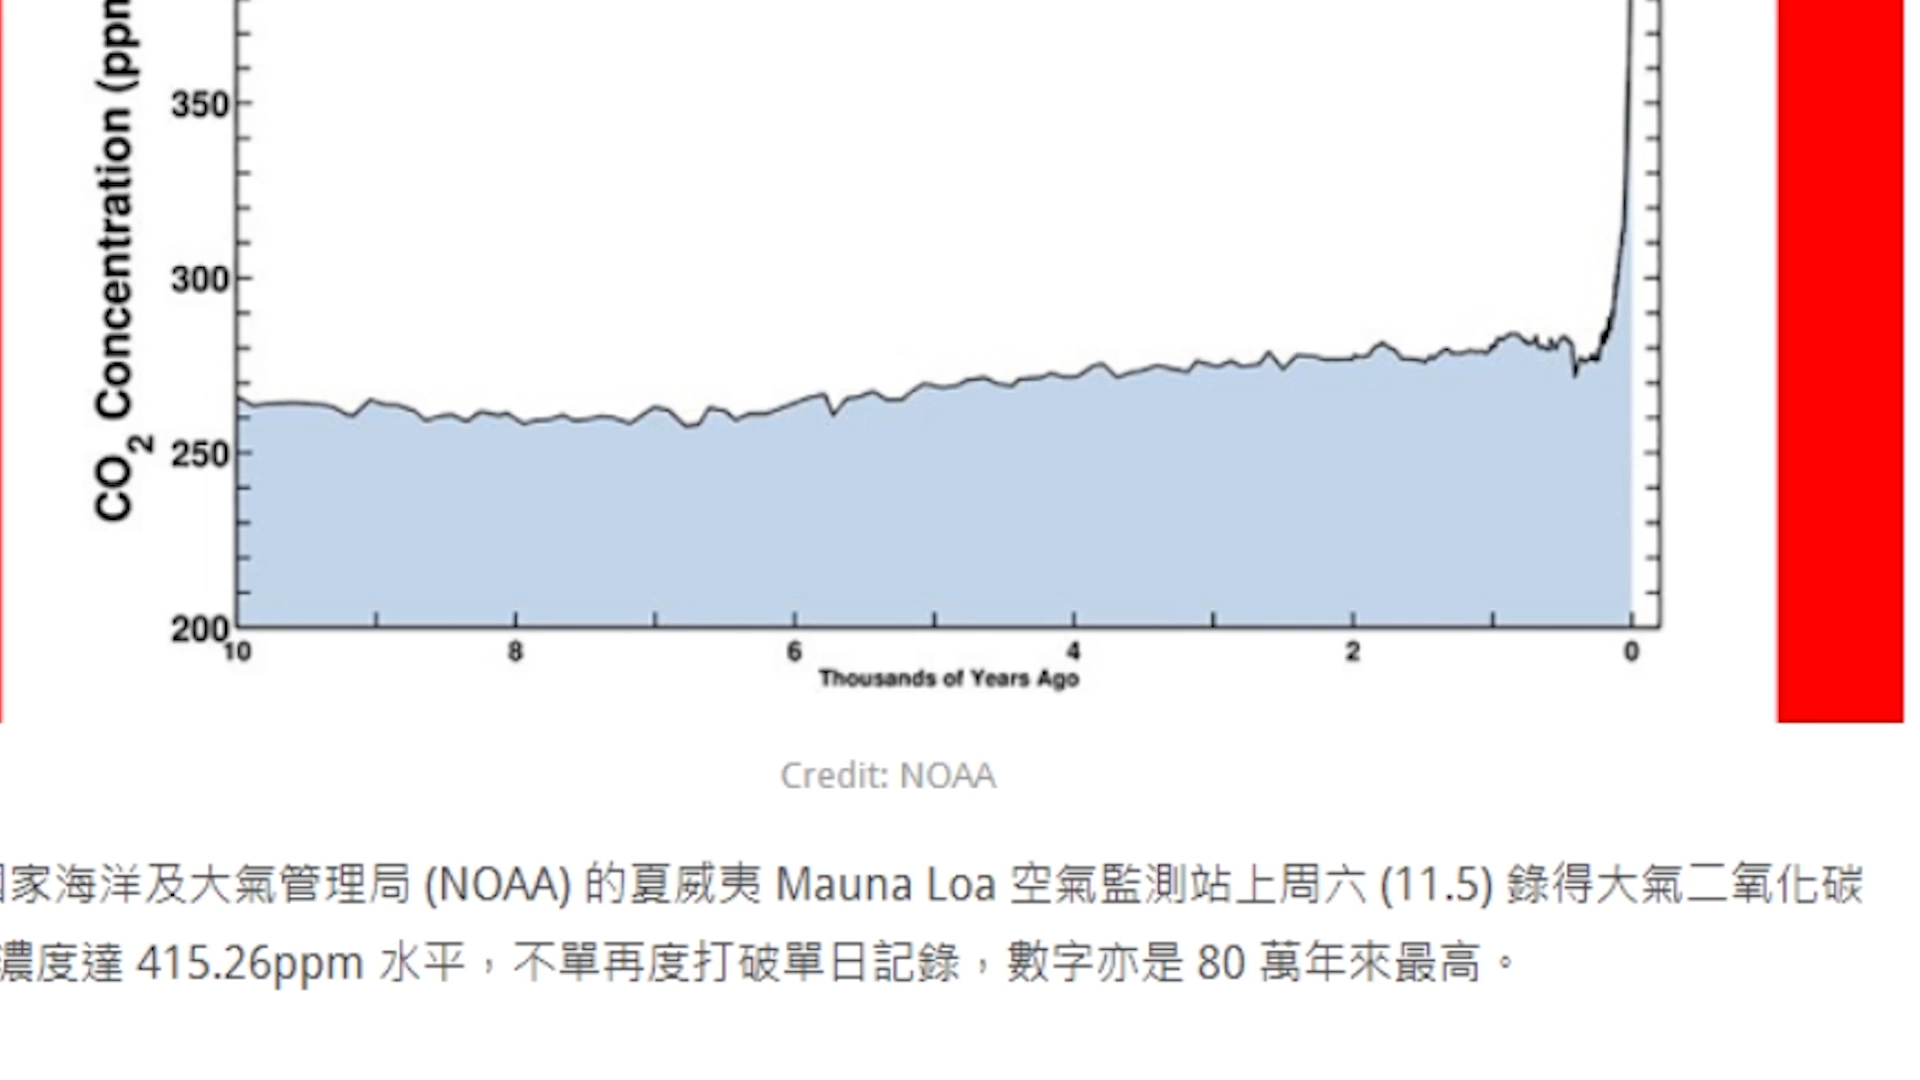 CO2 Concentration (ppm
350
300
250
200
10 8 6 4 2 0
Thousands of Years Ago
Credit: NOAA
國家海洋及大氣管理局 (NOAA) 的夏威夷 Mauna Loa 空氣監測站上周六 (11.5) 錄得大氣二氧化碳
濃度達 415.26ppm 水平，不單再度打破單日記錄，數字亦是 80 萬年來最高。